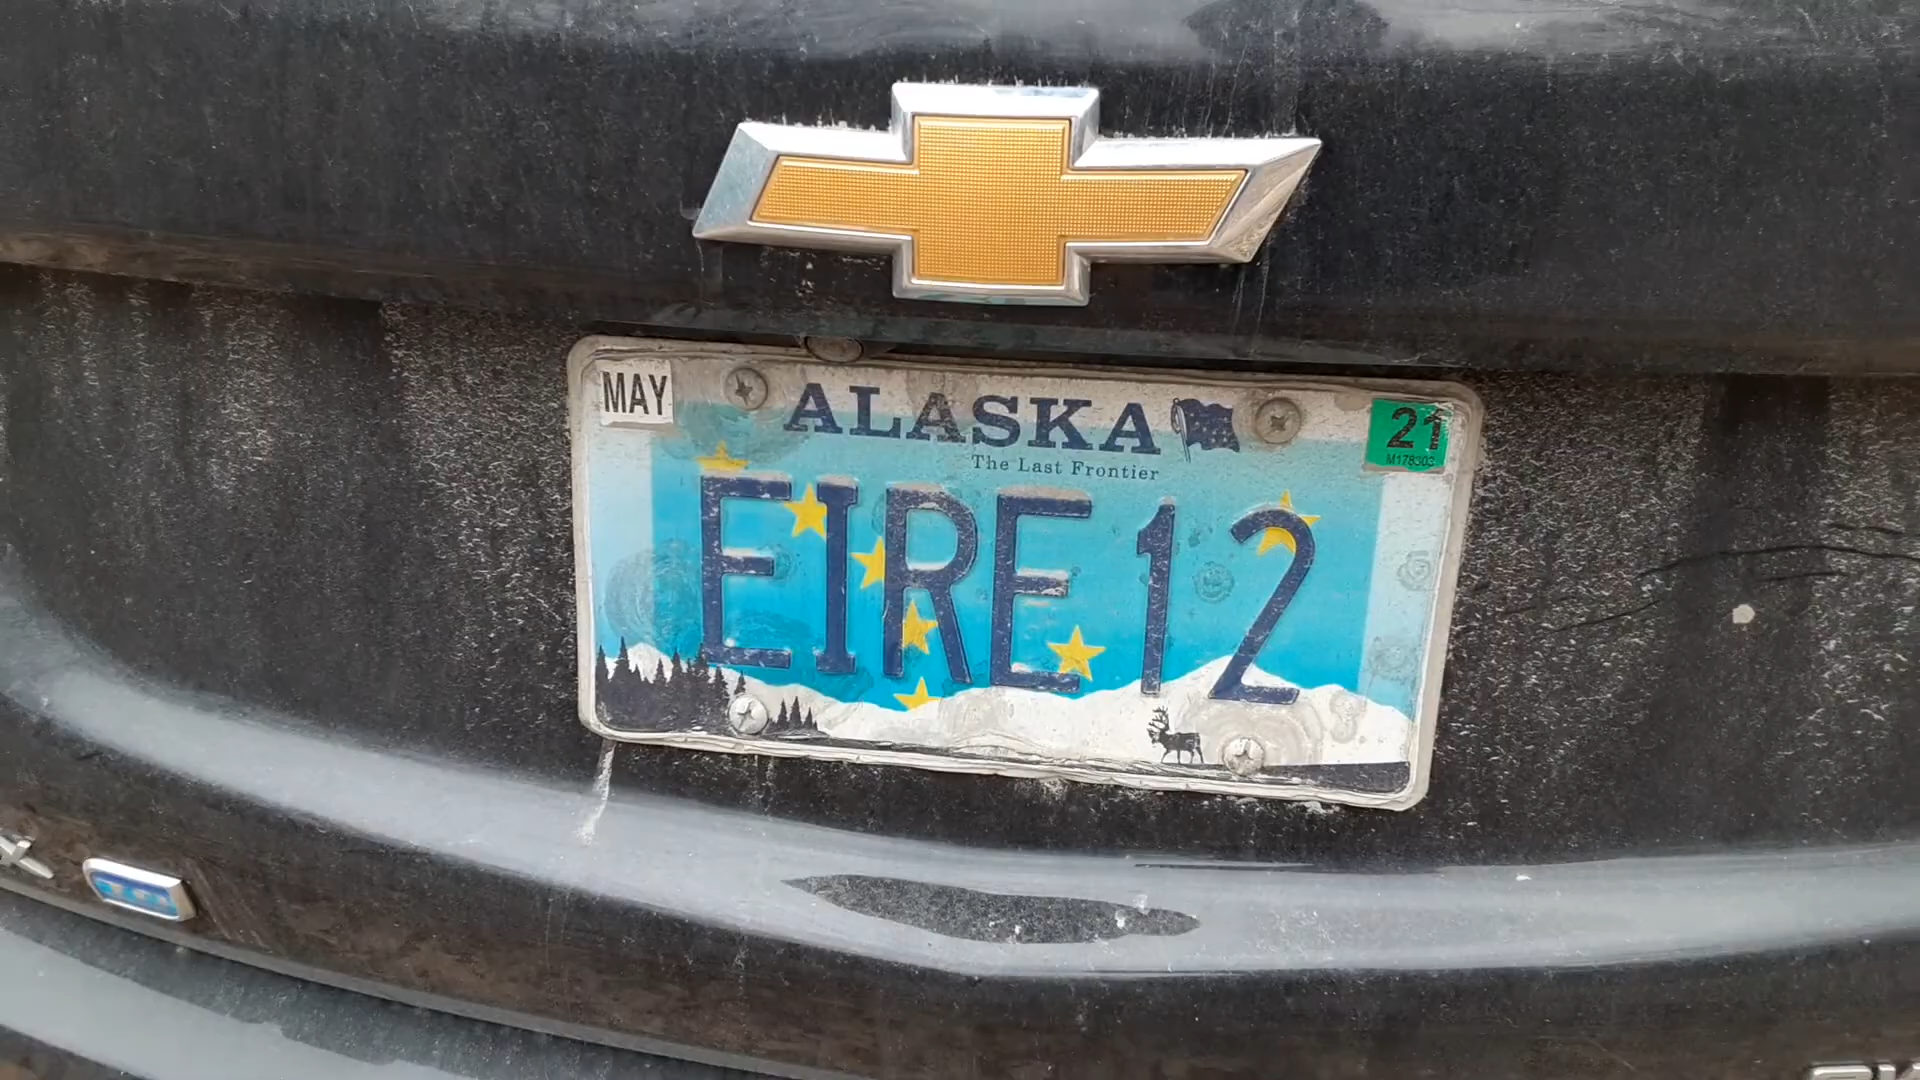 MAY
ALASKA
21
M178303
The Last Frontier
EIRE 12